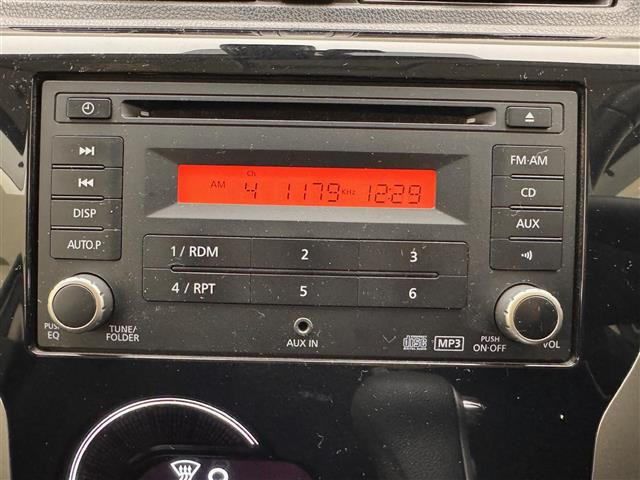 FM·AM
Ch
AM 4 1179 KHz 12:29
DISP
AUTO.P
CD
AUX
1 / RDM
2
3
4 / RPT
5
6
PUSH
EQ
TUNE/
FOLDER
AUX IN
disc
MP3
PUSH
ON·OFF
VOL